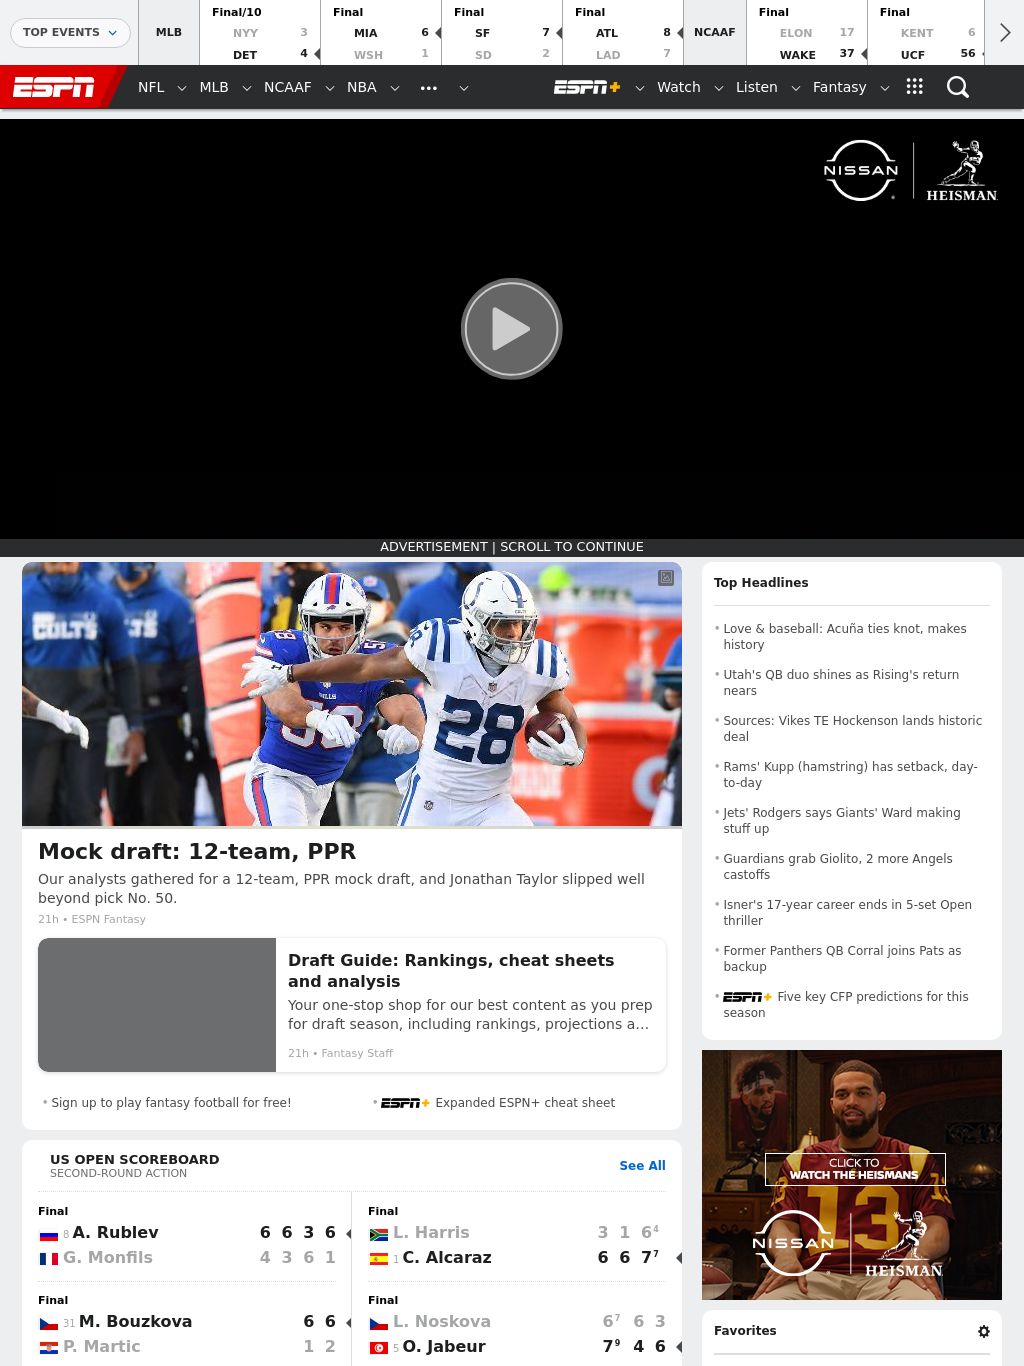 TOP EVENTS
MLB
Final/10
NYY 3
DET 4
Final
MIA 6
WSH 1
Final
SF 7
SD 2
Final
ATL 8
LAD 7
NCAAF
Final
ELON 17
WAKE 37
Final
KENT 6
UCF 56
ESPN NFL MLB NCAAF NBA ESPN+ Watch Listen Fantasy
NISSAN
HEISMAN
ADVERTISEMENT | SCROLL TO CONTINUE
COLTS
BILLS
COLTS
28
58
28
Mock draft: 12-team, PPR
Our analysts gathered for a 12-team, PPR mock draft, and Jonathan Taylor slipped well
beyond pick No. 50.
21h • ESPN Fantasy
Draft Guide: Rankings, cheat sheets
and analysis
Your one-stop shop for our best content as you prep
for draft season, including rankings, projections a...
21h • Fantasy Staff
• Sign up to play fantasy football for free!
• ESPN+ Expanded ESPN+ cheat sheet
US OPEN SCOREBOARD
SECOND-ROUND ACTION
See All
Final
8 A. Rublev 6 6 3 6
G. Monfils 4 3 6 1
Final
L. Harris 3 1 6⁴
1 C. Alcaraz 6 6 7⁷
Final
31 M. Bouzkova 6 6
P. Martic 1 2
Final
L. Noskova 6⁷ 6 3
5 O. Jabeur 7⁹ 4 6
Top Headlines
• Love & baseball: Acuña ties knot, makes
history
• Utah's QB duo shines as Rising's return
nears
• Sources: Vikes TE Hockenson lands historic
deal
• Rams' Kupp (hamstring) has setback, day-
to-day
• Jets' Rodgers says Giants' Ward making
stuff up
• Guardians grab Giolito, 2 more Angels
castoffs
• Isner's 17-year career ends in 5-set Open
thriller
• Former Panthers QB Corral joins Pats as
backup
• ESPN+ Five key CFP predictions for this
season
CLICK TO
WATCH THE HEISMANS
13
NISSAN
HEISMAN
Favorites